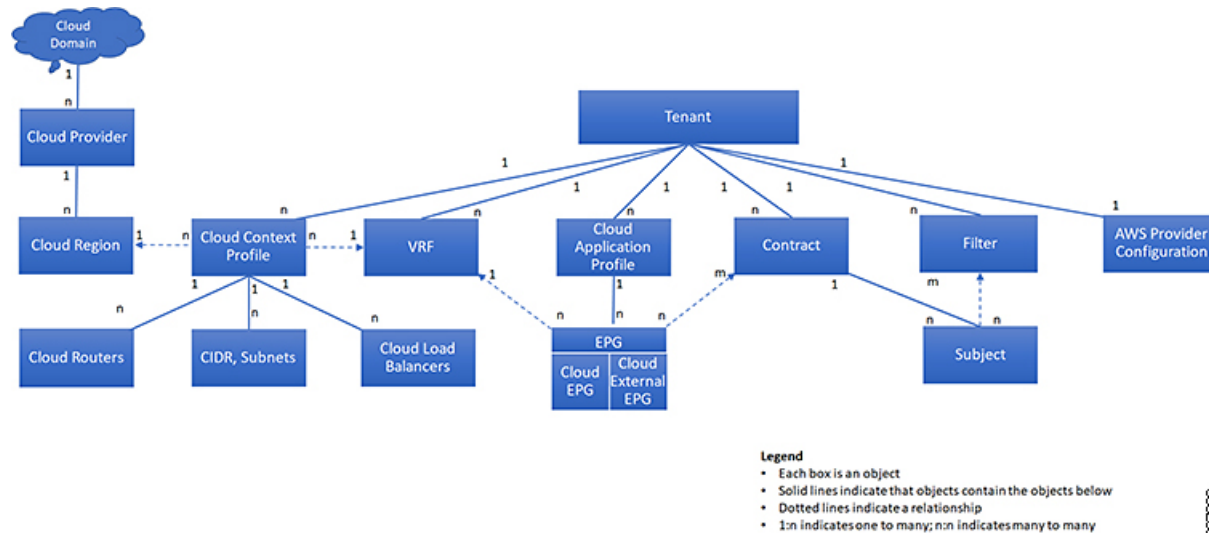 Cloud
Domain
1
n
Cloud Provider
Tenant
1
n
1
1
1
1
1
1
n
n
n
n
n
1
Cloud Region
1
n
Cloud Context
Profile
n
1
VRF
Cloud
Application
Profile
Contract
Filter
AWS Provider
Configuration
1
1
1
1
1
m
1
m
n
n
n
n
n
n
n
n
Cloud Routers
CIDR, Subnets
Cloud Load
Balancers
EPG
Cloud
EPG
Cloud
External
EPG
Subject
Legend
• Each box is an object
• Solid lines indicate that objects contain the objects below
• Dotted lines indicate a relationship
• 1:n indicates one to many; n:n indicates many to many